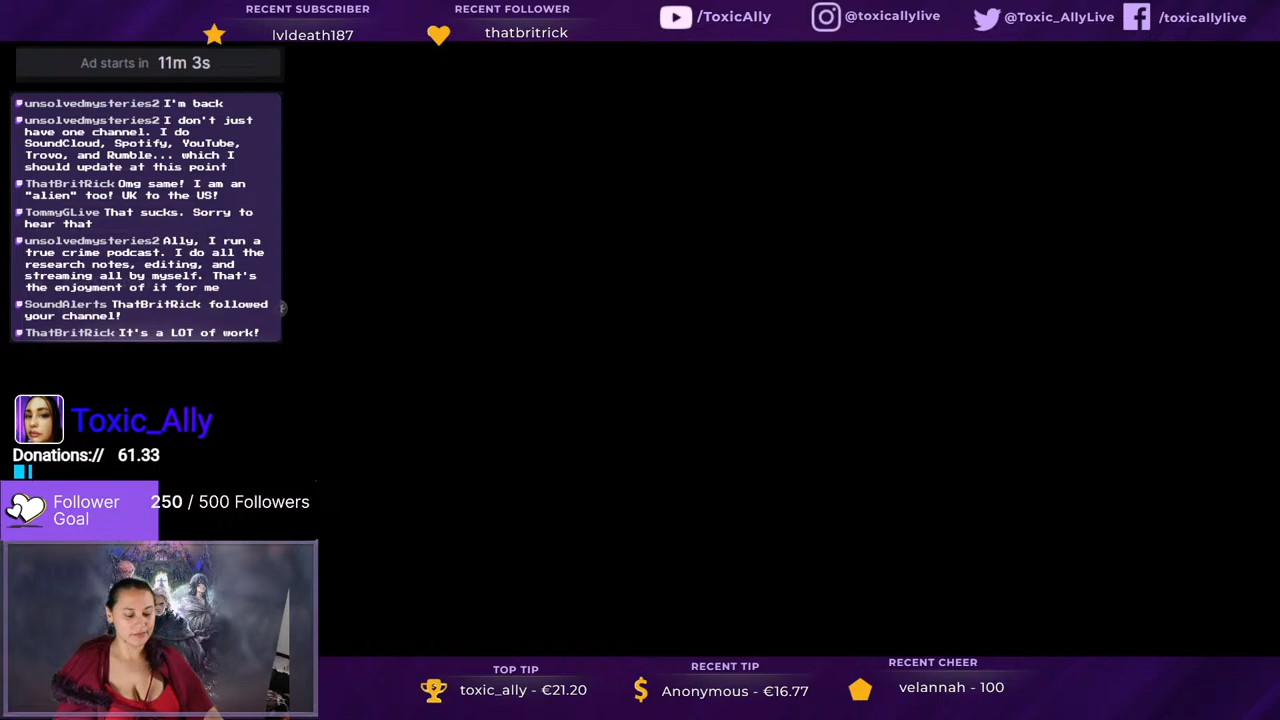 RECENT SUBSCRIBER
lvldeath187
RECENT FOLLOWER
thatbritrick
/ToxicAlly
@toxicallylive
@Toxic_AllyLive
/toxicallylive
Ad starts in 11m 3s
unsolvedmysteries2 I'm back
unsolvedmysteries2 I don't just
have one channel. I do
SoundCloud, Spotify, YouTube,
Trovo, and Rumble... which I
should update at this point
ThatBritRick Omg same! I am an
"alien" too! UK to the US!
TommyGLive That sucks. Sorry to
hear that
unsolvedmysteries2 Ally, I run a
true crime podcast. I do all the
research notes, editing, and
streaming all by myself. That's
the enjoyment of it for me
SoundAlerts ThatBritRick followed
your channel!
ThatBritRick It's a LOT of work!
Toxic_Ally
Donations:// 61.33
Follower
Goal
250 / 500 Followers
TOP TIP
toxic_ally - €21.20
RECENT TIP
Anonymous - €16.77
RECENT CHEER
velannah - 100